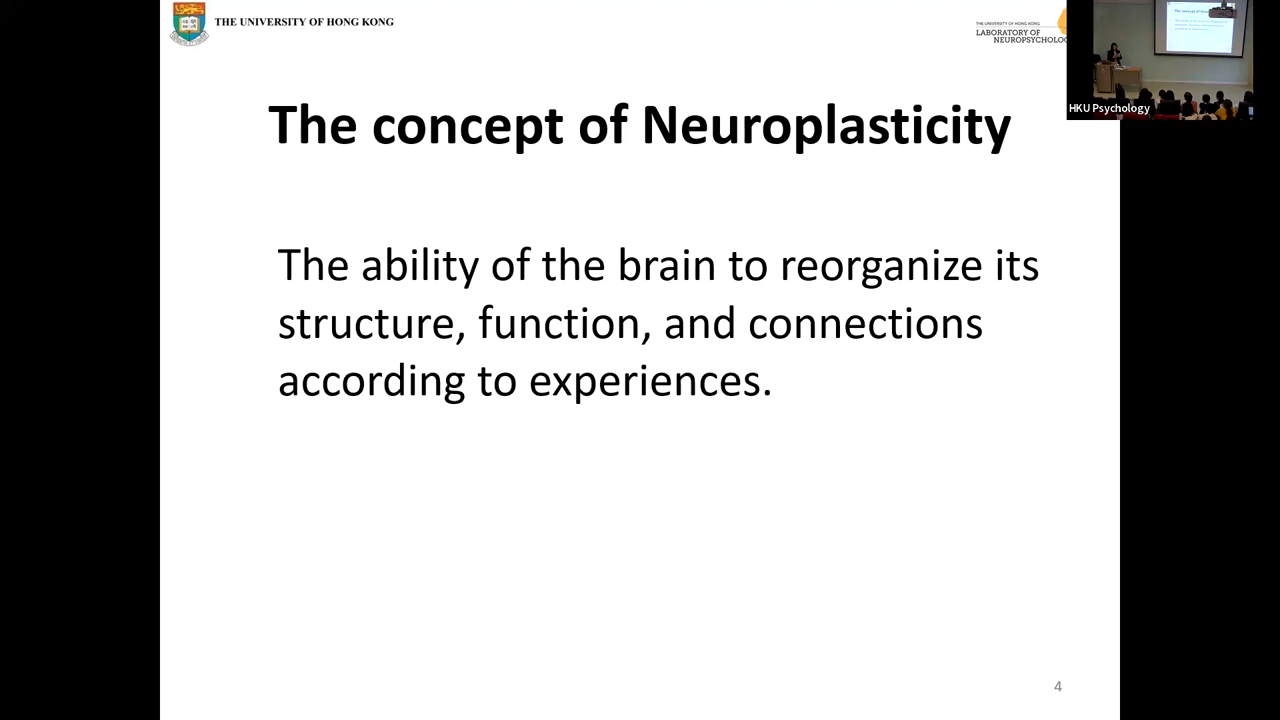 THE UNIVERSITY OF HONG KONG
THE UNIVERSITY OF HONG KONG
LABORATORY OF
HKU Psychology
The concept of Neuroplasticity
The ability of the brain to reorganize its
structure, function, and connections
according to experiences.
4